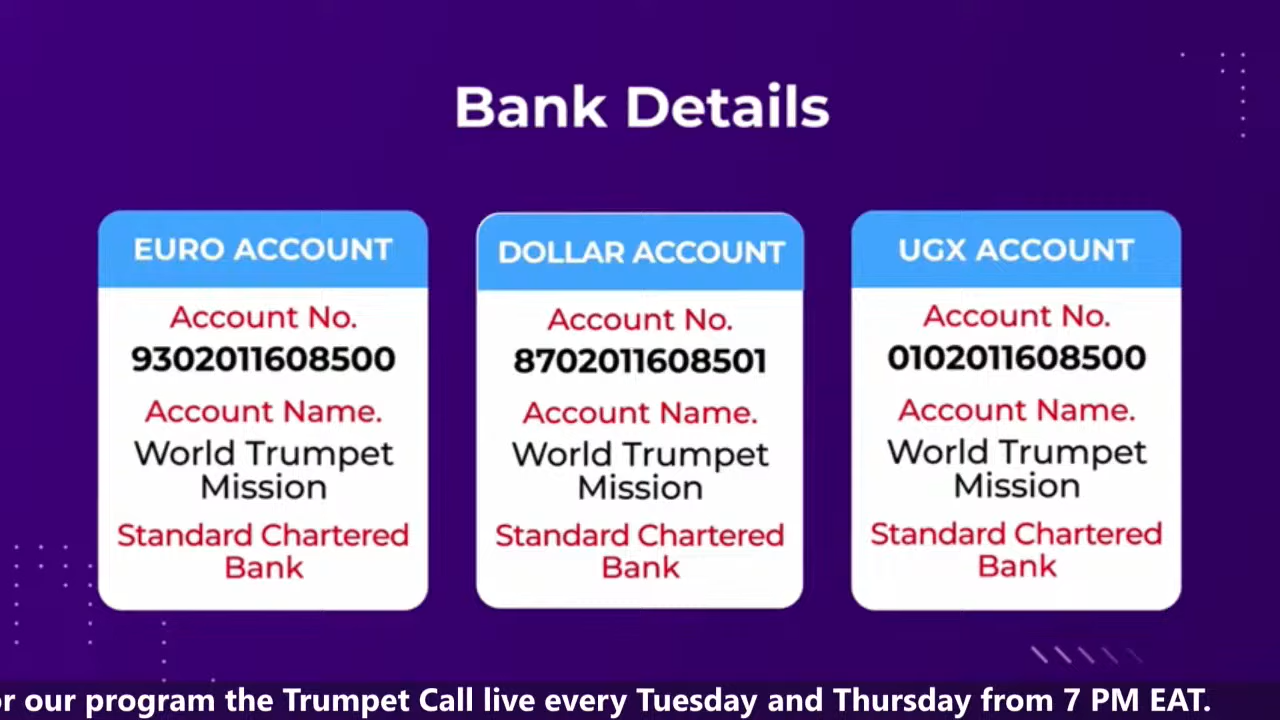 Bank Details
EURO ACCOUNT
Account No.
9302011608500
Account Name.
World Trumpet
Mission
Standard Chartered
Bank
DOLLAR ACCOUNT
Account No.
8702011608501
Account Name.
World Trumpet
Mission
Standard Chartered
Bank
UGX ACCOUNT
Account No.
0102011608500
Account Name.
World Trumpet
Mission
Standard Chartered
Bank
our program the Trumpet Call live every Tuesday and Thursday from 7 PM EAT.